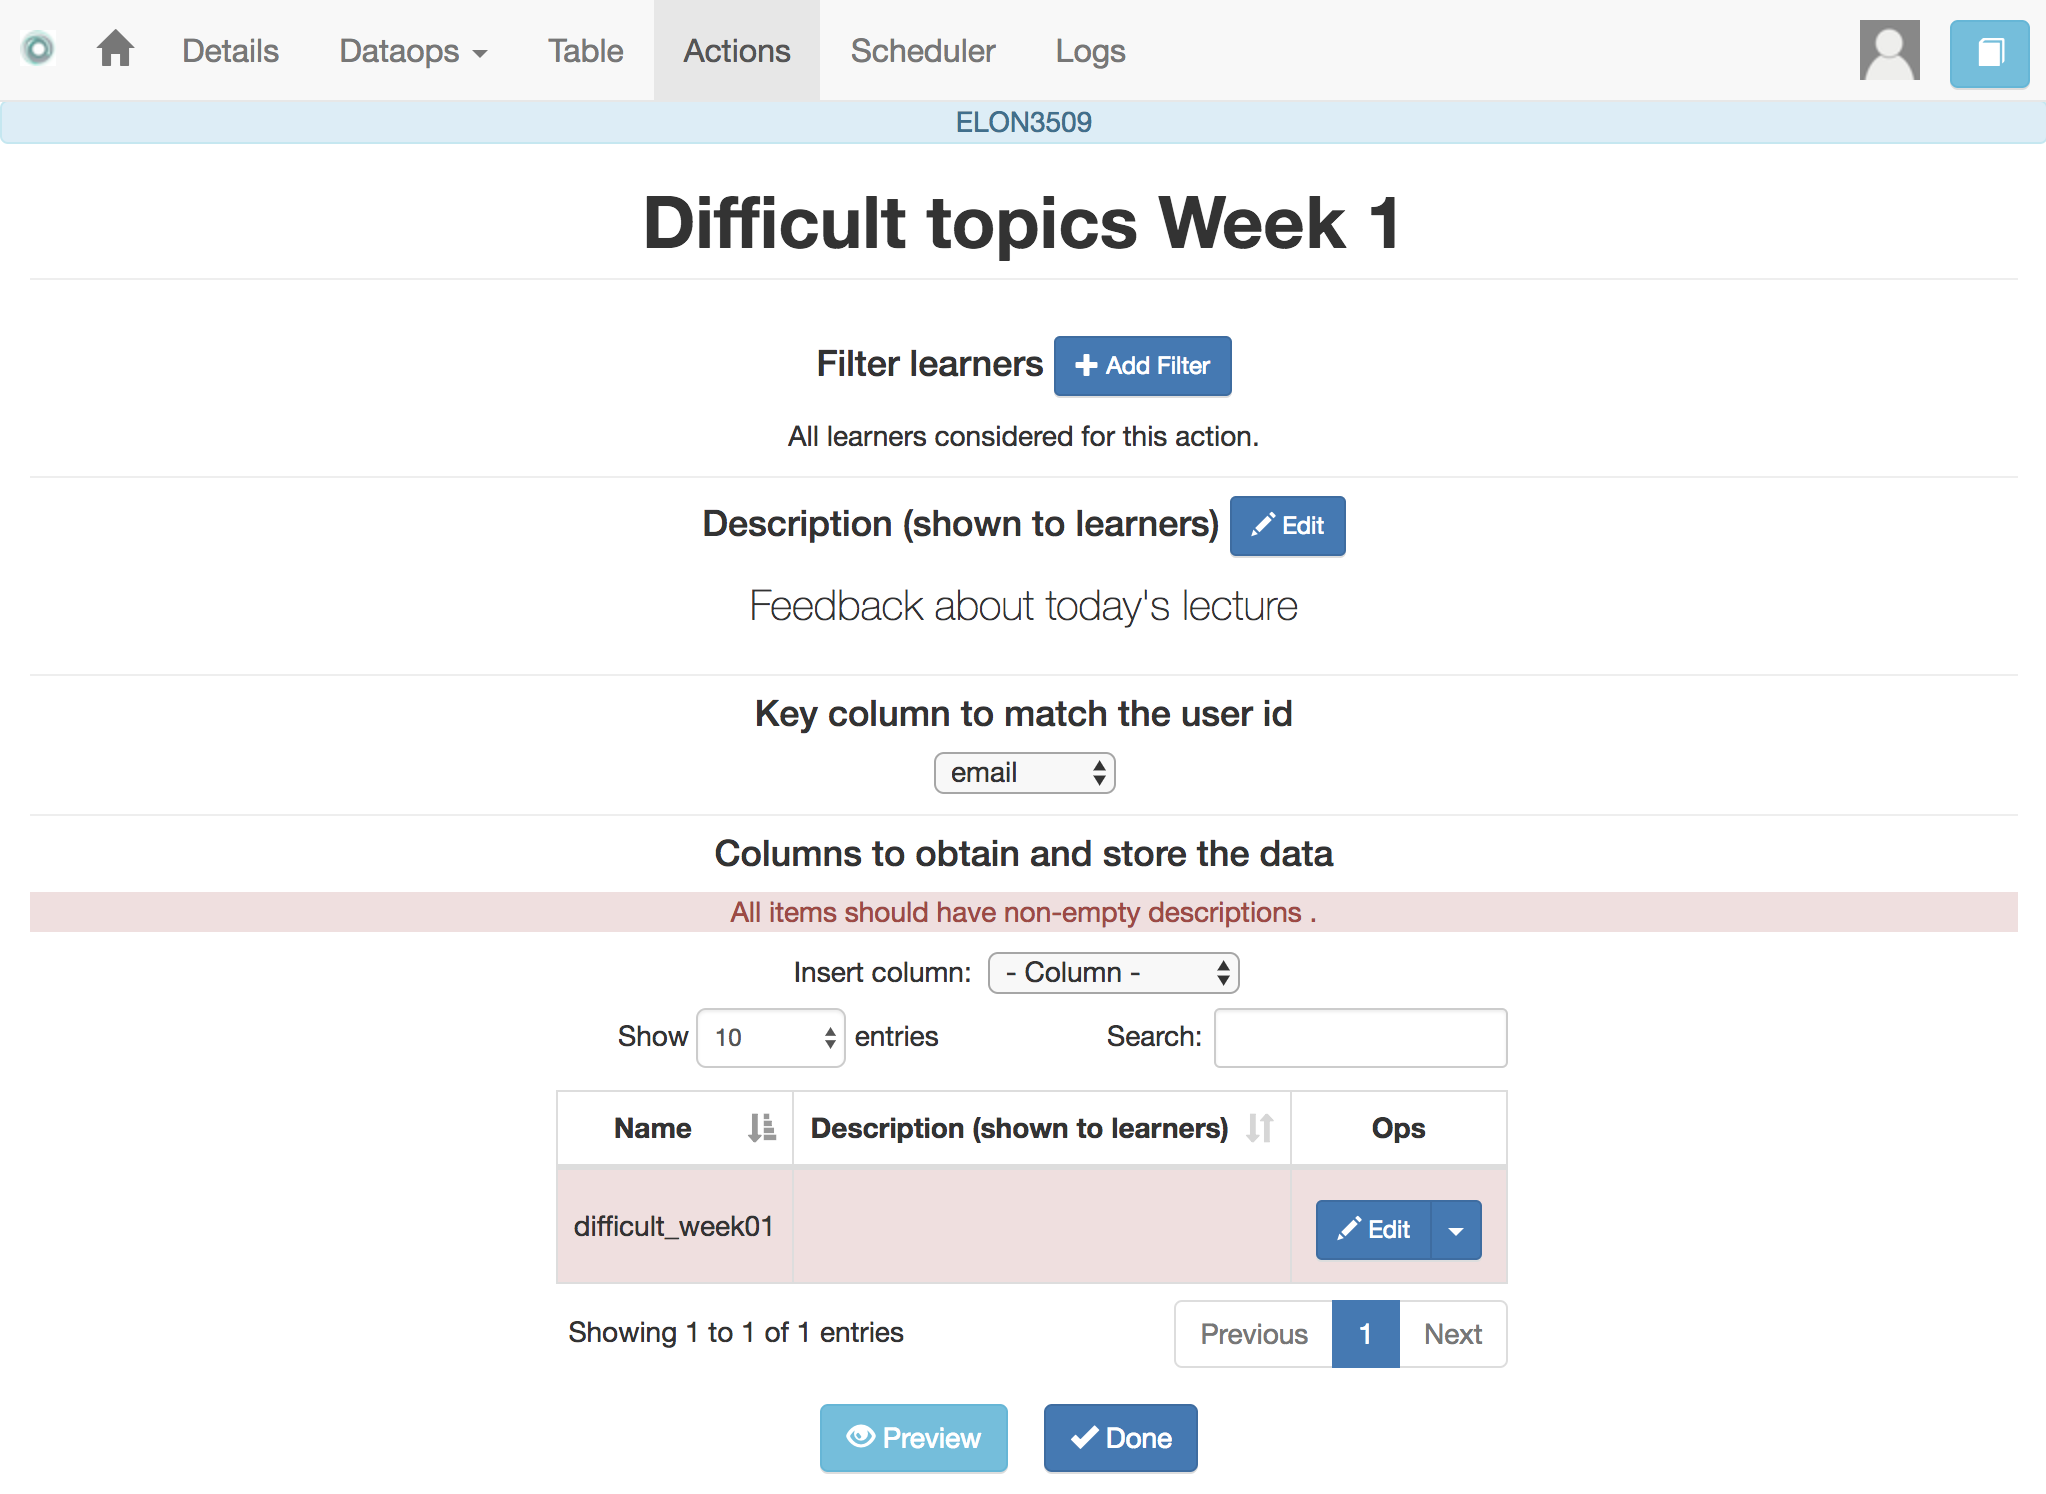 Details Dataops Table Actions Scheduler Logs
ELON3509
Difficult topics Week 1
Filter learners Add Filter
All learners considered for this action.
Description (shown to learners) Edit
Feedback about today's lecture
Key column to match the user id
email
Columns to obtain and store the data
All items should have non-empty descriptions .
Insert column: - Column -
Show 10 entries Search:
Name Description (shown to learners) Ops
difficult_week01 Edit
Showing 1 to 1 of 1 entries Previous 1 Next
Preview Done